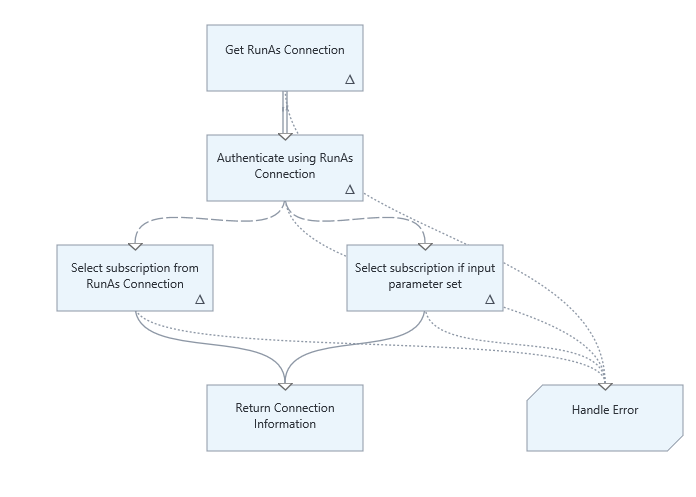 Get RunAs Connection
Authenticate using RunAs
Connection
Select subscription from
RunAs Connection
Select subscription if input
parameter set
Return Connection
Information
Handle Error